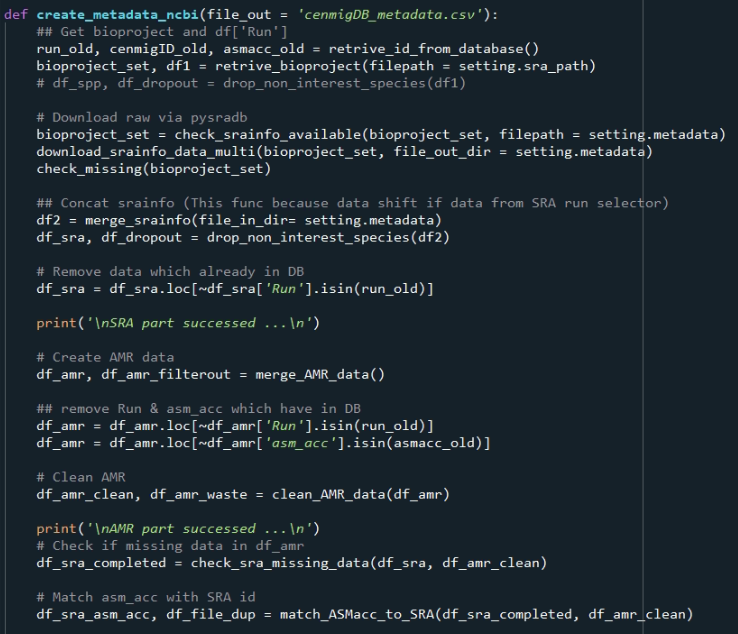 def create_metadata_ncbi(file_out = 'cenmigDB_metadata.csv'):
## Get bioproject and df['Run']
run_old, cenmigID_old, asmacc_old = retrive_id_from_database()
bioproject_set, df1 = retrive_bioproject(filepath = setting.sra_path)
# df_spp, df_dropout = drop_non_interest_species(df1)
# Download raw via pysradb
bioproject_set = check_srainfo_available(bioproject_set, filepath = setting.metadata)
download_srainfo_data_multi(bioproject_set, file_out_dir = setting.metadata)
check_missing(bioproject_set)
## Concat srainfo (This func because data shift if data from SRA run selector)
df2 = merge_srainfo(file_in_dir= setting.metadata)
df_sra, df_dropout = drop_non_interest_species(df2)
# Remove data which already in DB
df_sra = df_sra.loc[~df_sra['Run'].isin(run_old)]
print('\nSRA part successed ...\n')
# Create AMR data
df_amr, df_amr_filterout = merge_AMR_data()
## remove Run & asm_acc which have in DB
df_amr = df_amr.loc[~df_amr['Run'].isin(run_old)]
df_amr = df_amr.loc[~df_amr['asm_acc'].isin(asmacc_old)]
# Clean AMR
df_amr_clean, df_amr_waste = clean_AMR_data(df_amr)
print('\nAMR part successed ...\n')
# Check if missing data in df_amr
df_sra_completed = check_sra_missing_data(df_sra, df_amr_clean)
# Match asm_acc with SRA id
df_sra_asm_acc, df_file_dup = match_ASMacc_to_SRA(df_sra_completed, df_amr_clean)